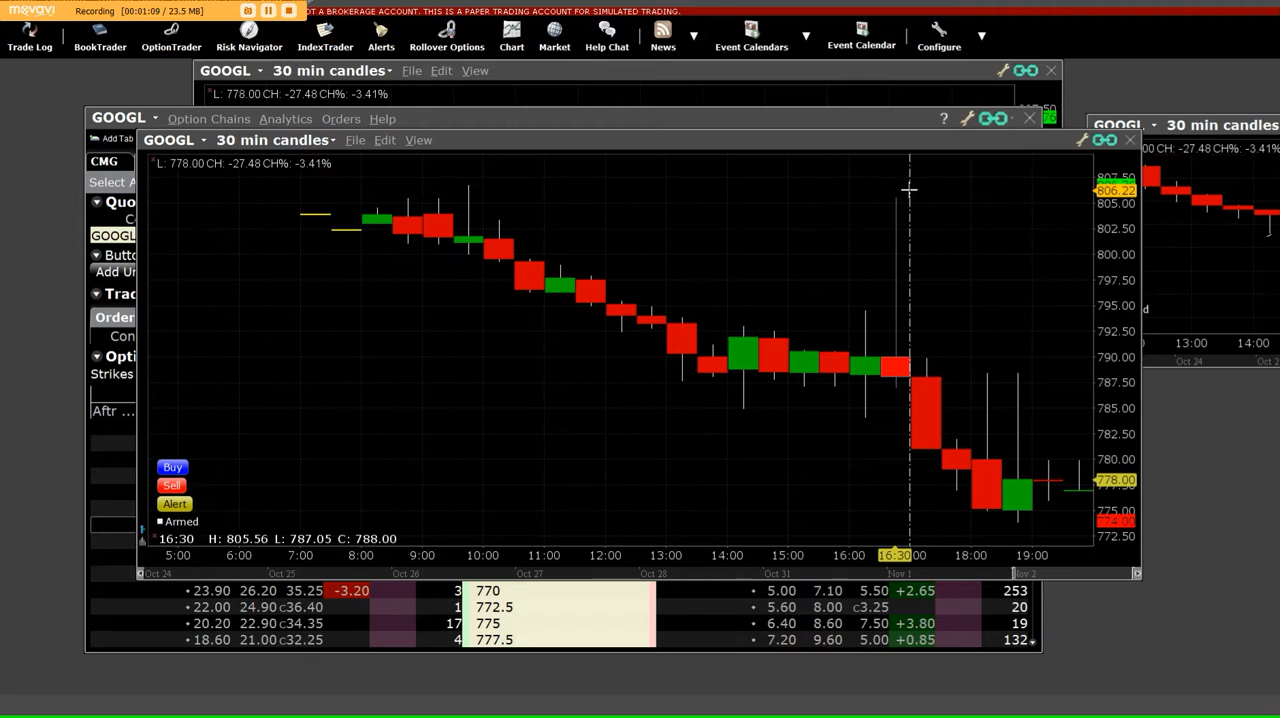 movavi Recording [00:01:09 / 23.5 MB]
NOT A BROKERAGE ACCOUNT. THIS IS A PAPER TRADING ACCOUNT FOR SIMULATED TRADING.
Trade Log BookTrader OptionTrader Risk Navigator IndexTrader Alerts Rollover Options Chart Market Help Chat News Event Calendars Event Calendar Configure
GOOGL 30 min candles File Edit View
L: 778.00 CH: -27.48 CH%: -3.41%
GOOGL Option Chains Analytics Orders Help ?
GOOGL 30 min candles
Add Tab
GOOGL 30 min candles File Edit View
.00 CH: -27.48 CH%: -3.41%
CMG
L: 778.00 CH: -27.48 CH%: -3.41%
Select A
Quo
Co
GOOGL
Butto
Add Un
Trac
Order
Con
Opti
Strikes
Aftr ...
807.50
806.22
805.00
802.50
800.00
797.50
795.00
792.50
790.00
787.50
785.00
782.50
780.00
778.00
775.00
774.00
772.50
Buy
Sell
Alert
Armed
16:30 H: 805.56 L: 787.05 C: 788.00
5:00 6:00 7:00 8:00 9:00 10:00 11:00 12:00 13:00 14:00 15:00 16:00 16:30 18:00 19:00
Oct 24 Oct 25 Oct 26 Oct 27 Oct 28 Oct 31 Nov 1 Nov 2
13:00 14:00
Oct 24
23.90 26.20 35.25 -3.20 3 770 5.00 7.10 5.50 +2.65 253
22.00 24.90 c36.40 1 772.5 5.60 8.00 c3.25 20
20.20 22.90 c34.35 17 775 6.40 8.60 7.50 +3.80 19
18.60 21.00 c32.25 4 777.5 7.20 9.60 5.00 +0.85 132